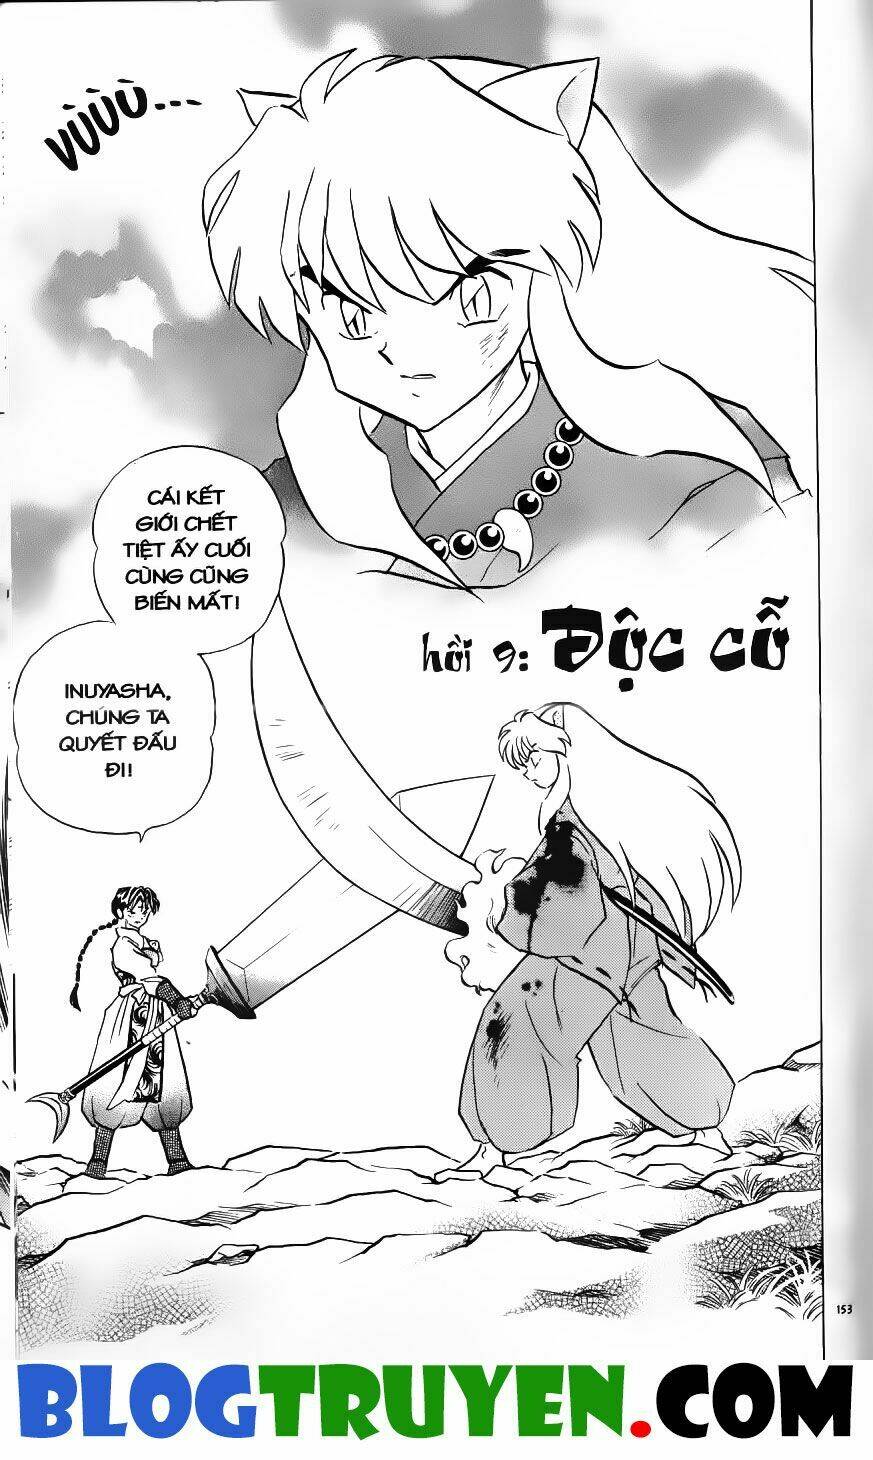 VÙÙÙ...
CÁI KẾT
GIỚI CHẾT
TIỆT ẤY CUỐI
CÙNG CŨNG
BIẾN MẤT!
hồi 9: Độc cỗ
INUYASHA,
CHÚNG TA
QUYẾT ĐẤU
ĐI!
153
BLOGTRUYEN.COM